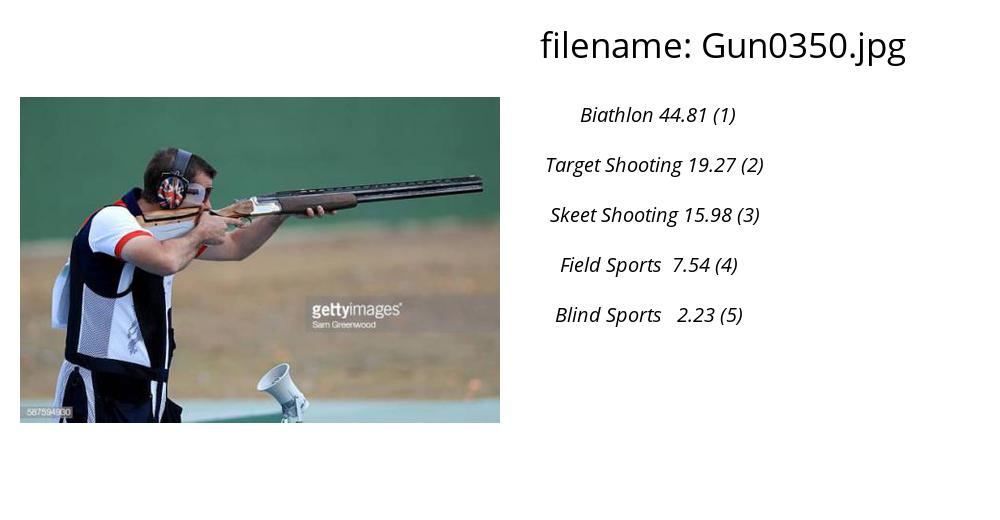 filename: Gun0350.jpg
Biathlon 44.81 (1)
Target Shooting 19.27 (2)
Skeet Shooting 15.98 (3)
Field Sports 7.54 (4)
Blind Sports 2.23 (5)
gettyimages®
Sam Greenwood
587594930